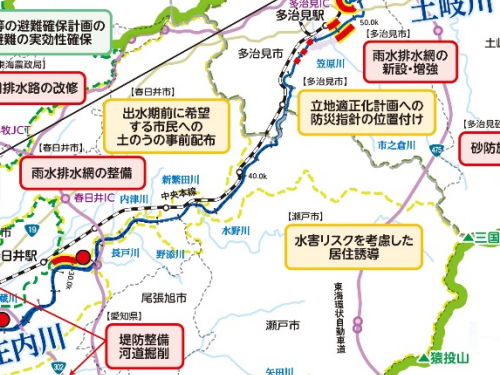 等の避難確保計画の
避難の実効性確保
多治見IC
多治見駅
50.0k
土岐川
多治見市
【多治見市】
雨水排水網の
新設・増強
笠原川
排水路の改修
【春日井市】
出水期前に希望
する市民への
土のうの事前配布
春日井市
【多治見市】
立地適正化計画への
防災指針の位置付け
牧JCT
市之倉川
475
砂防施
雨水排水網の整備
春日井IC
新繁田川
内津川
中央本線
40.0k
【瀬戸市】
水害リスクを考慮した
居住誘導
水野川
19
井駅
長戸川
野添川
30.0k
三国
尾張旭市
東海環状自動車道
庄内川
【愛知県】
堤防整備
河道掘削
瀬戸市
302
矢田川
猿投山